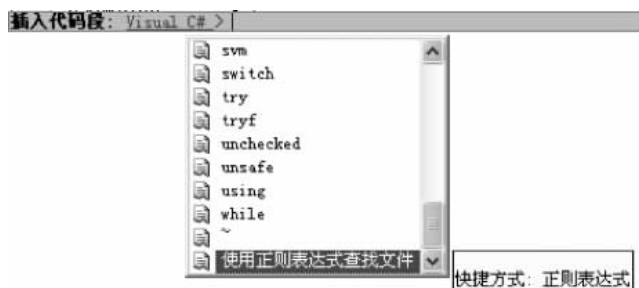 插入代码段: Visual C# >
svm
switch
try
tryf
unchecked
unsafe
using
while
~
使用正则表达式查找文件
快捷方式: 正则表达式